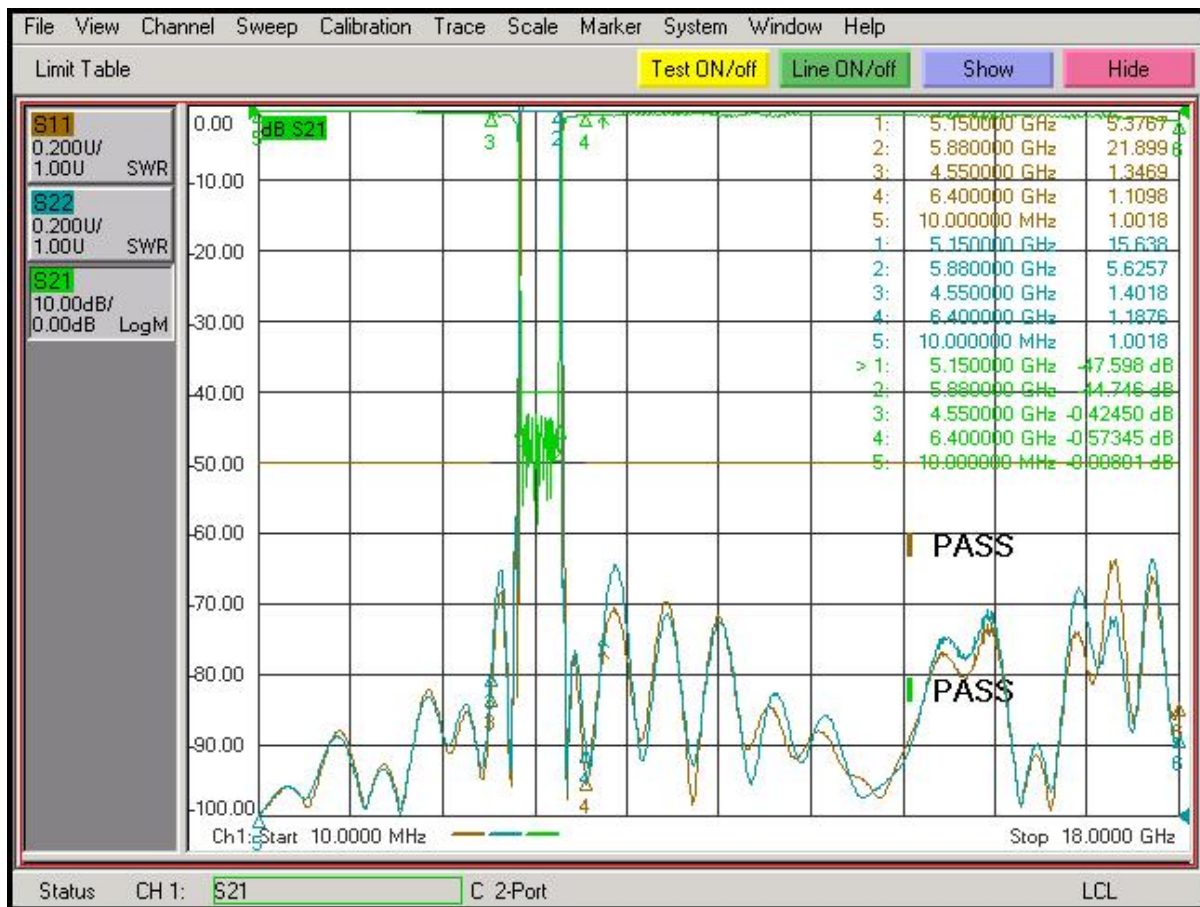 File View Channel Sweep Calibration Trace Scale Marker System Window Help
Limit Table Test ON/off Line ON/off Show Hide
S11
0.200U/
1.00U SWR
S22
0.200U/
1.00U SWR
S21
10.00dB/
0.00dB LogM
dB S21
0.00
-10.00
-20.00
-30.00
-40.00
-50.00
-60.00
-70.00
-80.00
-90.00
-100.00
1: 5.150000 GHz 5.3767
2: 5.880000 GHz 21.899
3: 4.550000 GHz 1.3469
4: 6.400000 GHz 1.1098
5: 10.000000 MHz 1.0018
1: 5.150000 GHz 15.638
2: 5.880000 GHz 5.6257
3: 4.550000 GHz 1.4018
4: 6.400000 GHz 1.1876
5: 10.000000 MHz 1.0018
> 1: 5.150000 GHz -47.598 dB
2: 5.880000 GHz -44.746 dB
3: 4.550000 GHz -0.42450 dB
4: 6.400000 GHz -0.57345 dB
5: 10.000000 MHz -0.00801 dB
3 2 4 6
PASS
PASS
3
4
6
5
Ch1: Start 10.0000 MHz Stop 18.0000 GHz
Status CH 1: S21 C 2-Port LCL